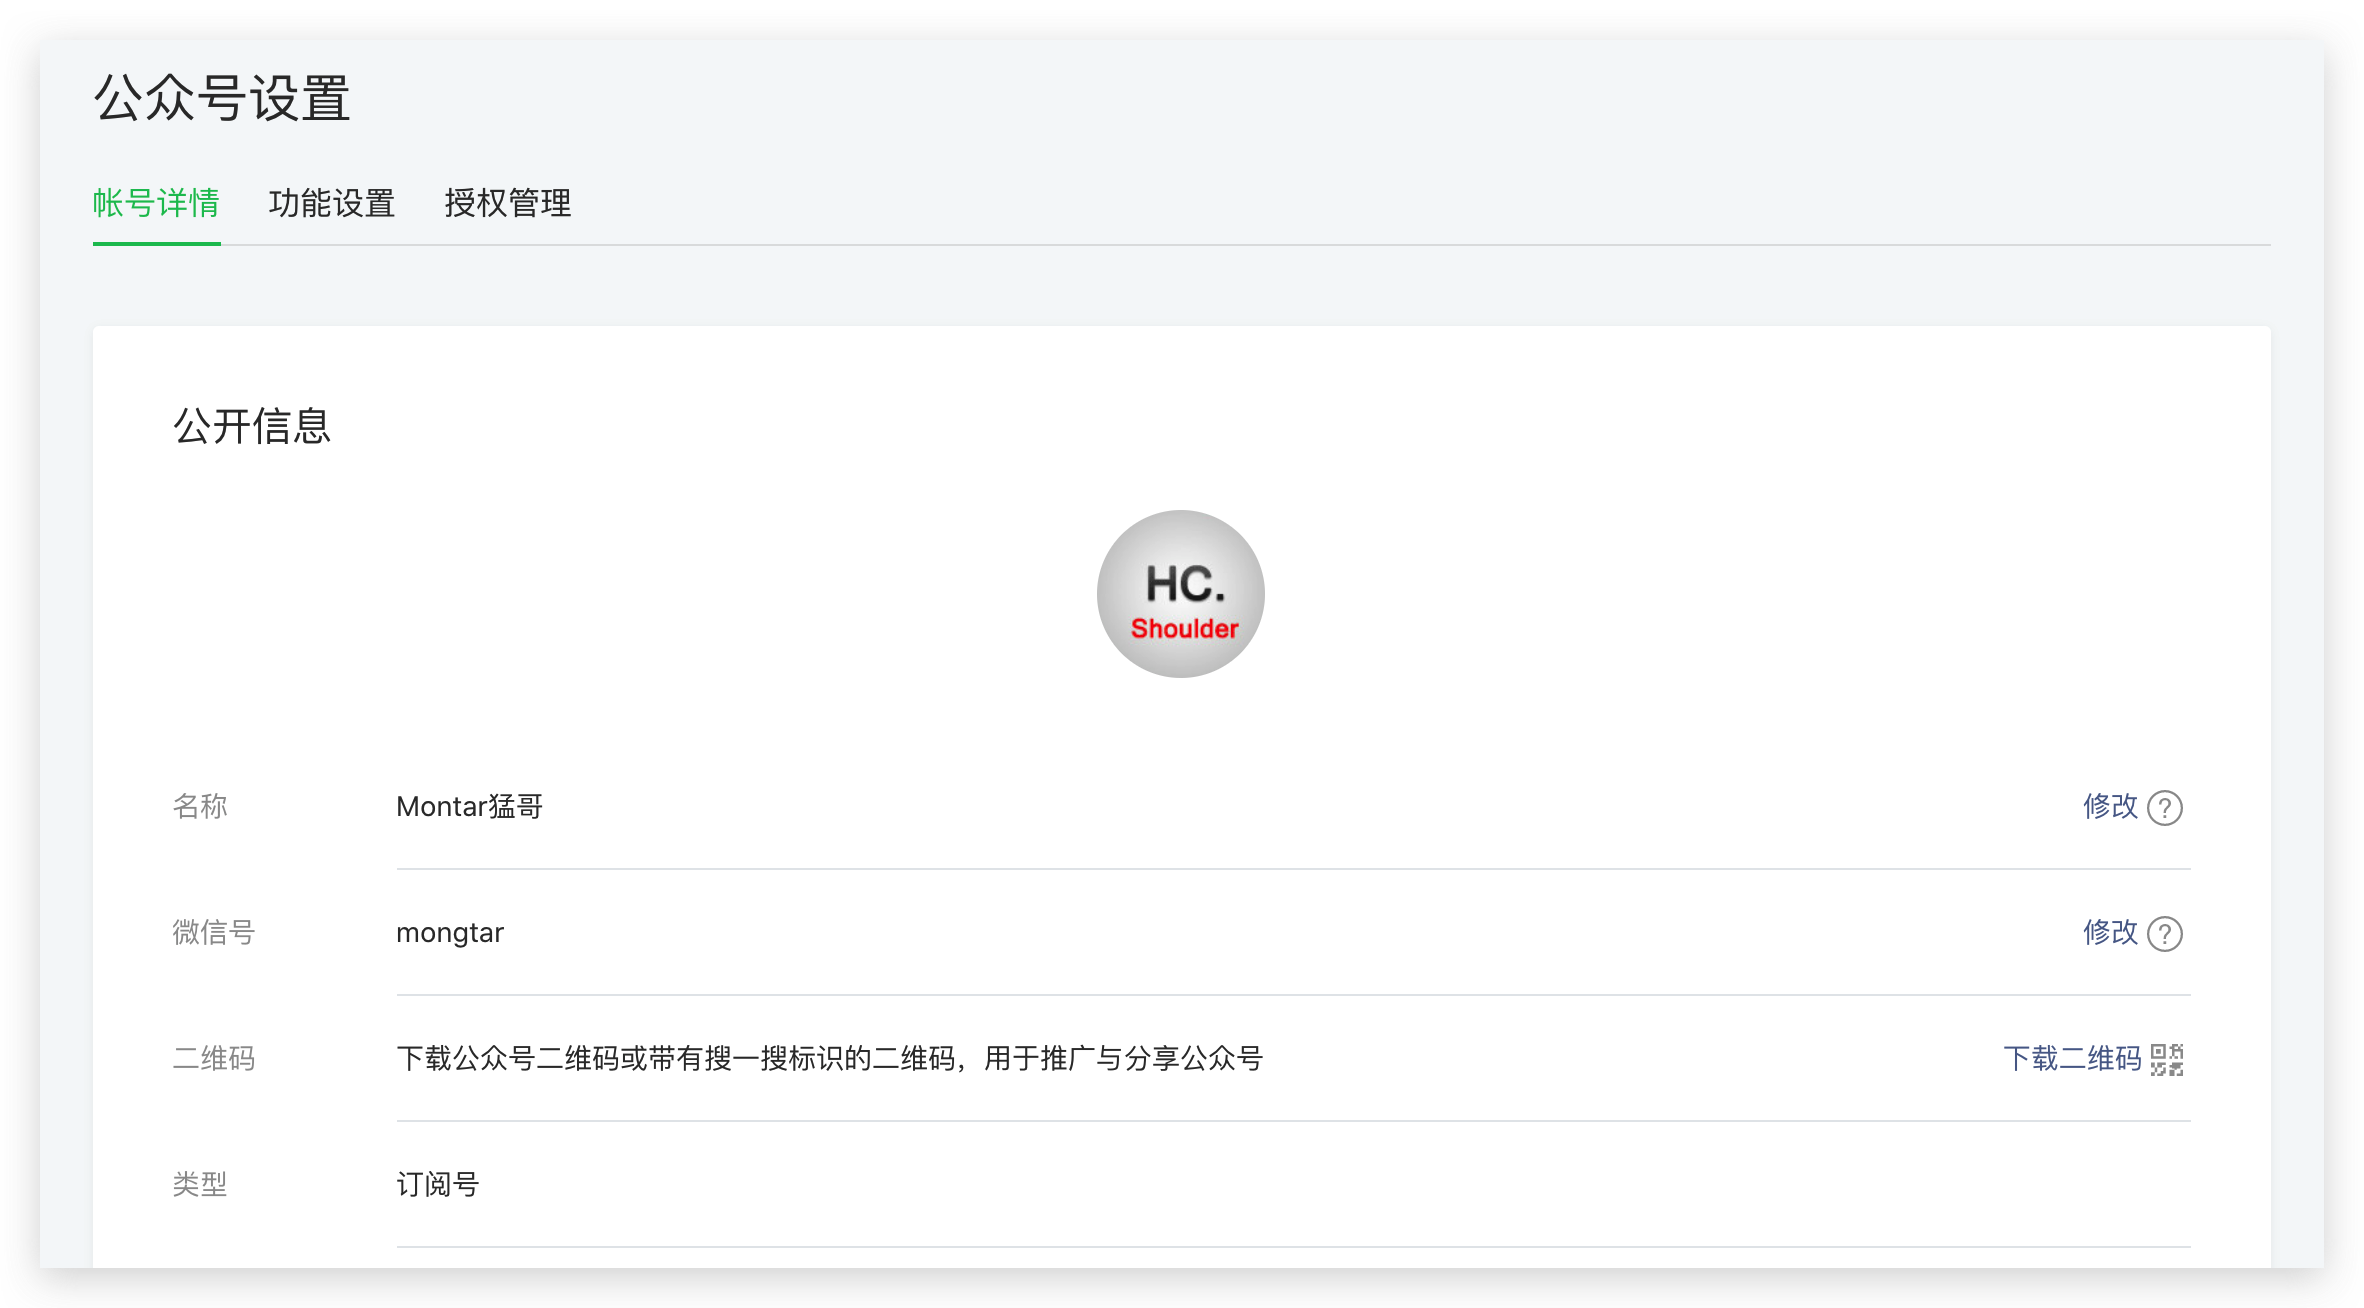 公众号设置
帐号详情 功能设置 授权管理
公开信息
HC.
Shoulder
名称 Montar猛哥 修改 ?
微信号 mongtar 修改 ?
二维码 下载公众号二维码或带有搜一搜标识的二维码，用于推广与分享公众号 下载二维码
类型 订阅号